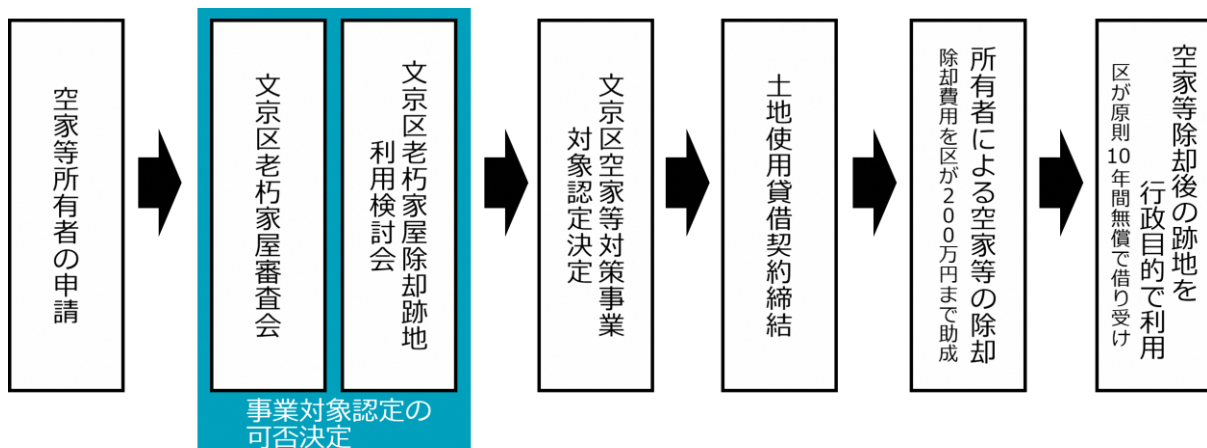 空家等所有者の申請
文京区老朽家屋審査会
文京区老朽家屋除却跡地
利用検討会
事業対象認定の
可否決定
文京区空家等対策事業
対象認定決定
土地使用貸借契約締結
所有者による空家等の除却
除却費用を区が200万円まで助成
空家等除却後の跡地を
行政目的で利用
区が原則10年間無償で借り受け